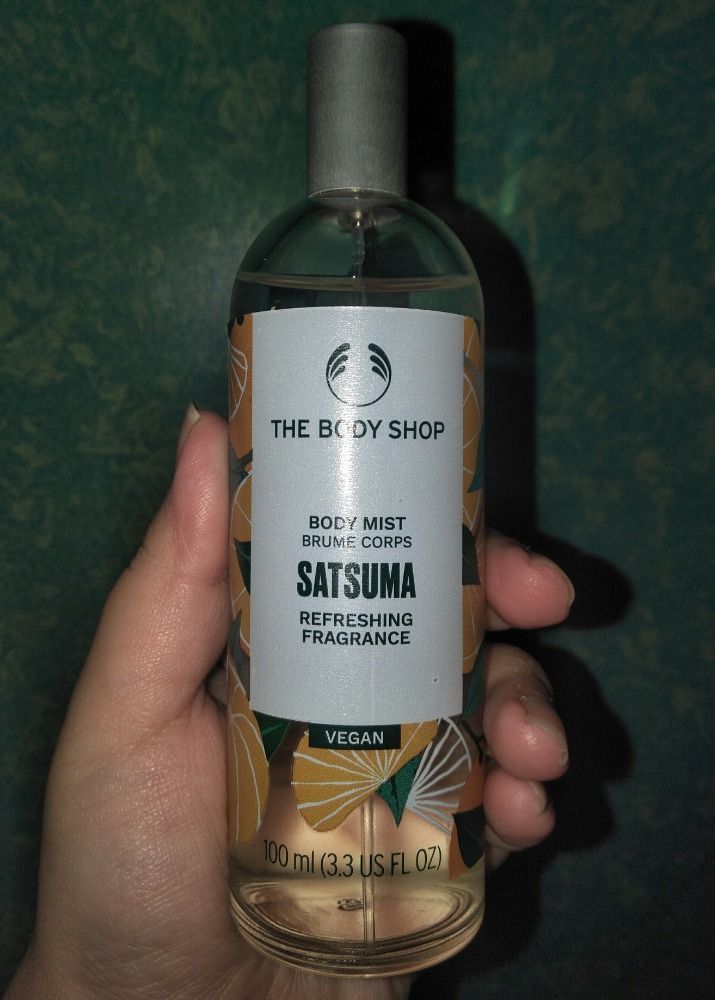 THE BODY SHOP
BODY MIST
BRUME CORPS
SATSUMA
REFRESHING
FRAGRANCE
VEGAN
100 ml (3.3 US FL OZ)